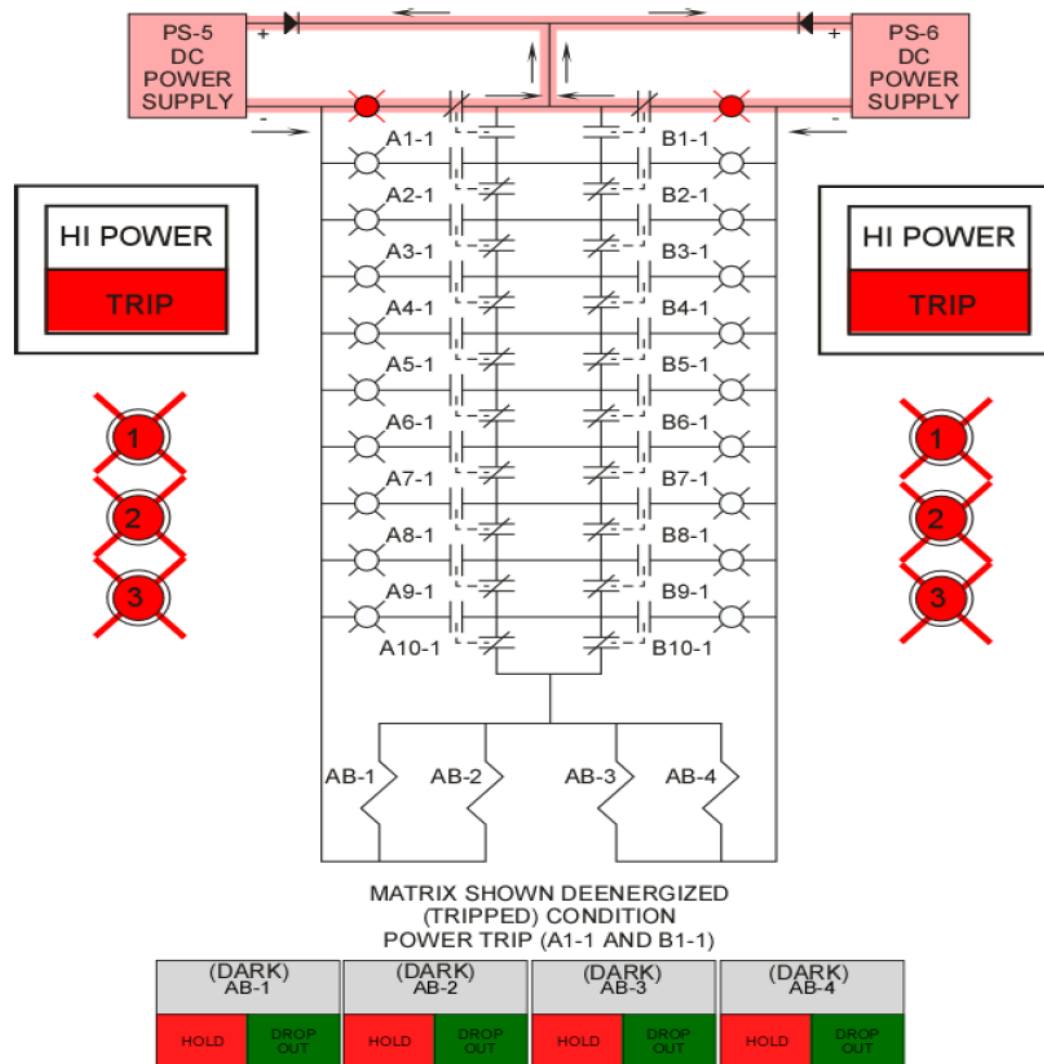 PS-5
DC
POWER
SUPPLY
+
-
PS-6
DC
POWER
SUPPLY
+
-
HI POWER
TRIP
1
2
3
HI POWER
TRIP
1
2
3
A1-1 B1-1
A2-1 B2-1
A3-1 B3-1
A4-1 B4-1
A5-1 B5-1
A6-1 B6-1
A7-1 B7-1
A8-1 B8-1
A9-1 B9-1
A10-1 B10-1
AB-1 AB-2 AB-3 AB-4
MATRIX SHOWN DEENERGIZED
(TRIPPED) CONDITION
POWER TRIP (A1-1 AND B1-1)
(DARK)
AB-1
HOLD
DROP
OUT
(DARK)
AB-2
HOLD
DROP
OUT
(DARK)
AB-3
HOLD
DROP
OUT
(DARK)
AB-4
HOLD
DROP
OUT